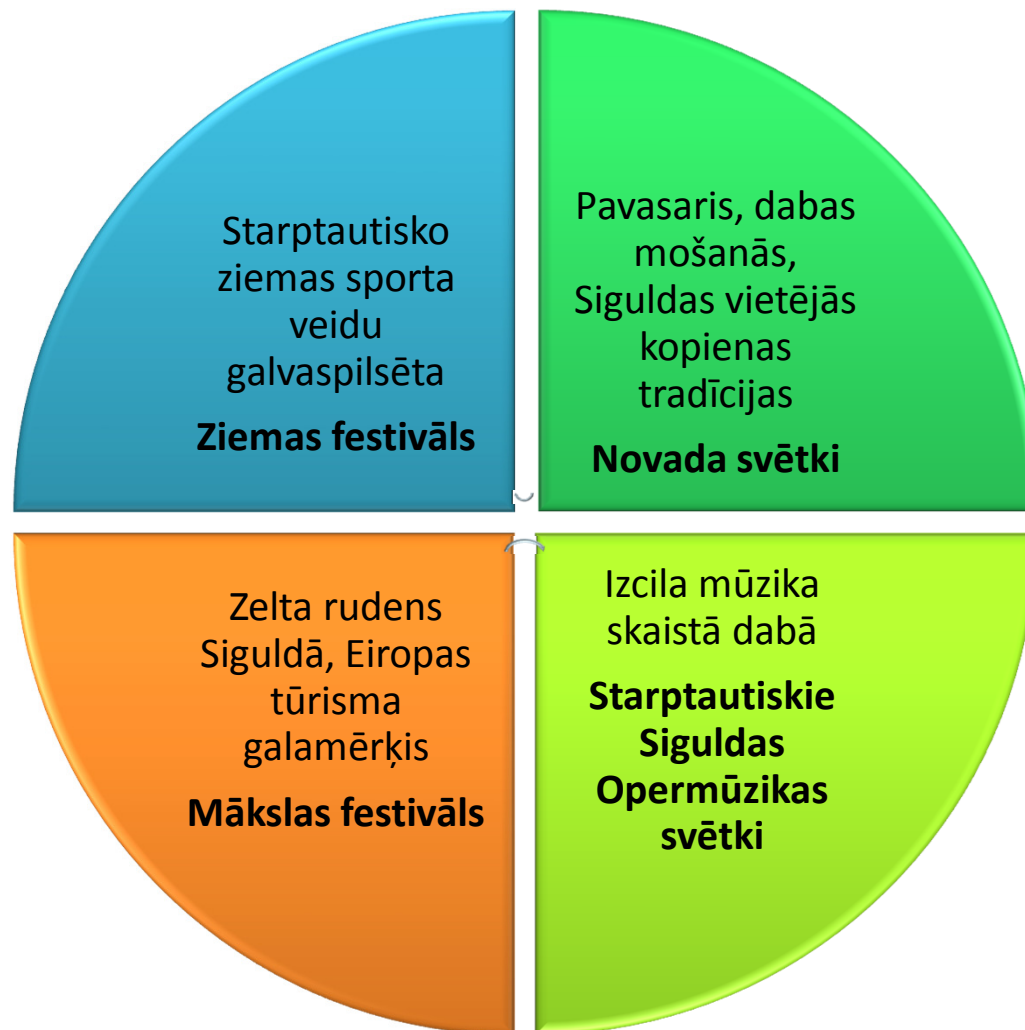 Starptautisko
ziemas sporta
veidu
galvaspilsēta
Ziemas festivāls
Pavasaris, dabas
mošanās,
Siguldas vietējās
kopienas
tradīcijas
Novada svētki
Zelta rudens
Siguldā, Eiropas
tūrisma
galamērķis
Mākslas festivāls
Izcila mūzika
skaistā dabā
Starptautiskie
Siguldas
Opermūzikas
svētki